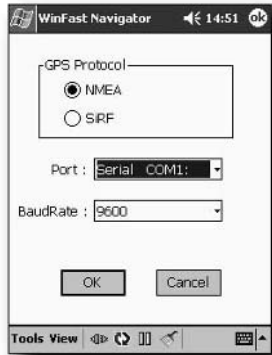 WinFast Navigator 14:51 ok
GPS Protocol
NMEA
SiRF
Port : Serial COM1:
BaudRate : 9600
OK Cancel
Tools View